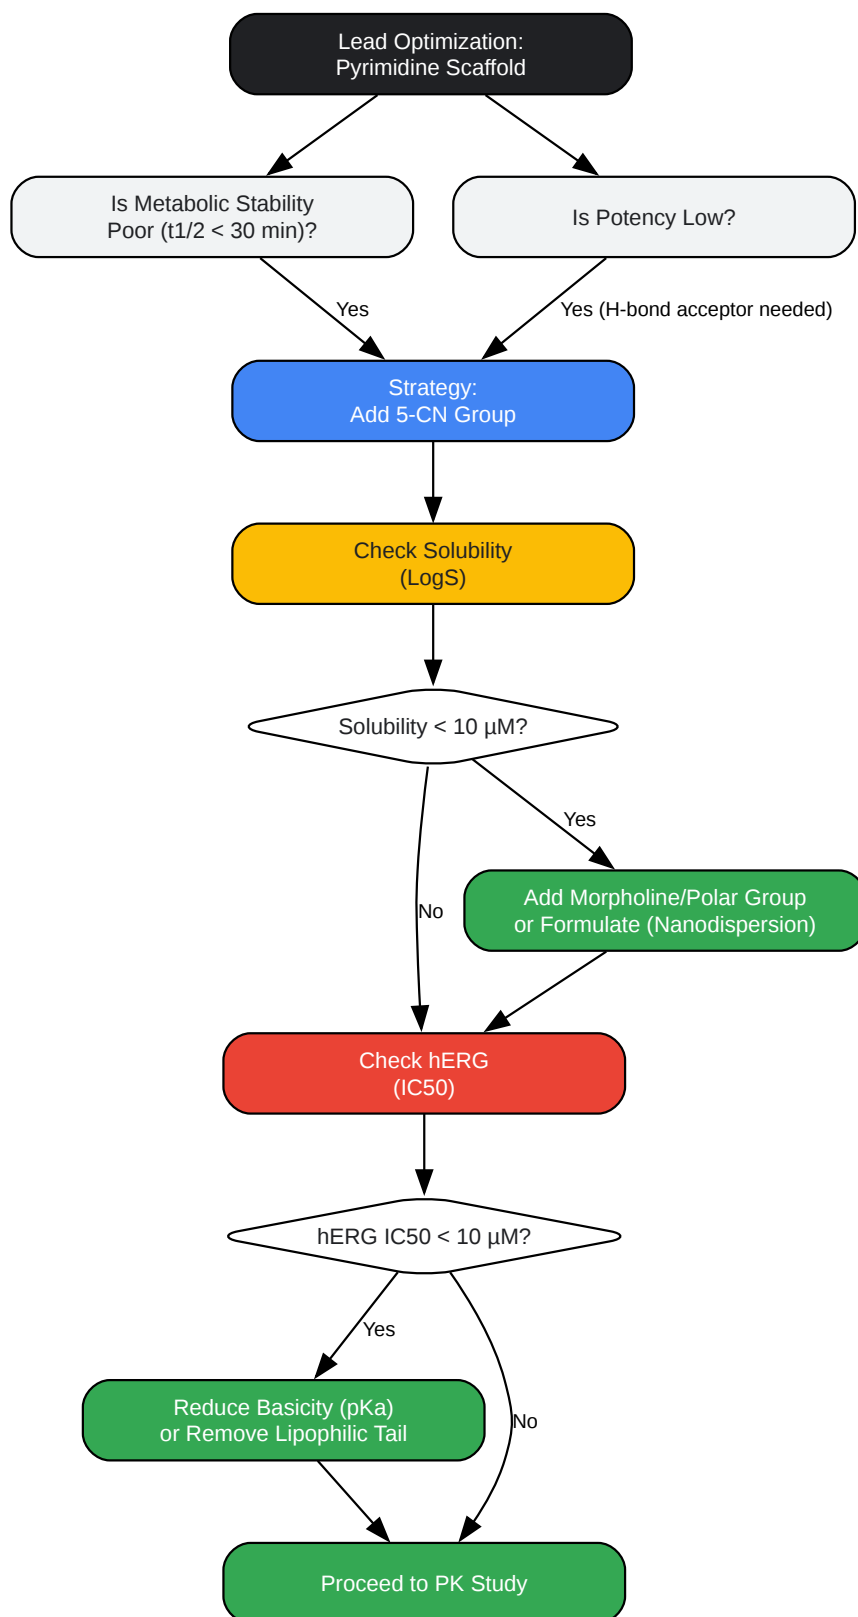 Lead Optimization:
Pyrimidine Scaffold
Is Metabolic Stability
Poor (t1/2 < 30 min)?
Is Potency Low?
Yes
Yes (H-bond acceptor needed)
Strategy:
Add 5-CN Group
Check Solubility
(LogS)
Solubility < 10 µM?
Yes
Add Morpholine/Polar Group
or Formulate (Nanodispersion)
No
Check hERG
(IC50)
hERG IC50 < 10 µM?
Yes
Reduce Basicity (pKa)
or Remove Lipophilic Tail
No
Proceed to PK Study